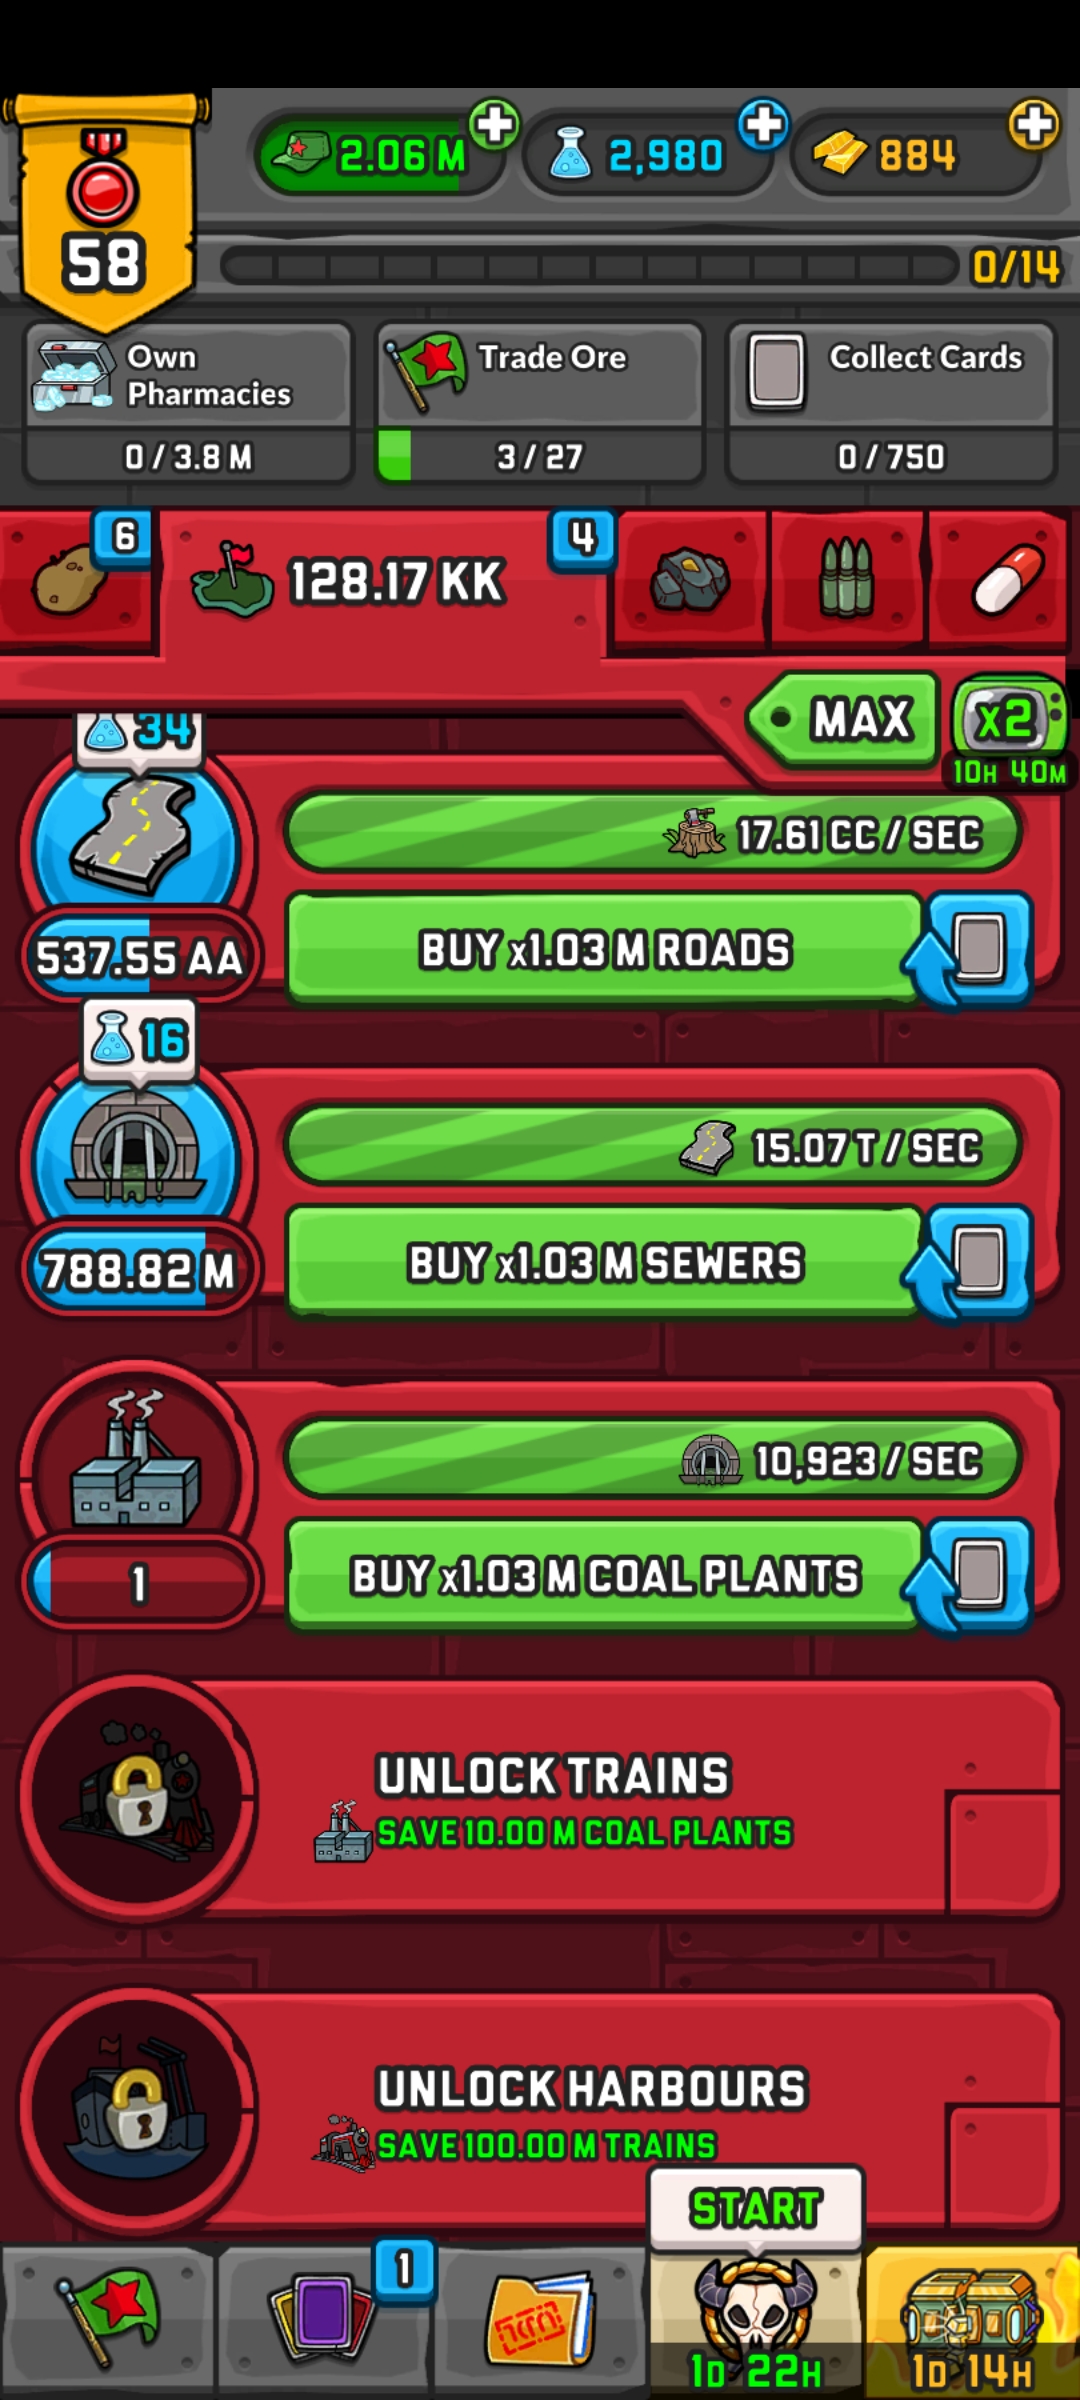 58
2.06 M
2,980
884
0/14
Own
Pharmacies
0 / 3.8 M
Trade Ore
3 / 27
Collect Cards
0 / 750
6
128.17 KK
4
MAX
x2
10H 40M
34
17.61 CC / SEC
537.55 AA
BUY x1.03 M ROADS
16
15.07 T / SEC
788.82 M
BUY x1.03 M SEWERS
10,923 / SEC
1
BUY x1.03 M COAL PLANTS
UNLOCK TRAINS
SAVE 10.00 M COAL PLANTS
UNLOCK HARBOURS
SAVE 100.00 M TRAINS
START
1
1D 22H
1D 14H